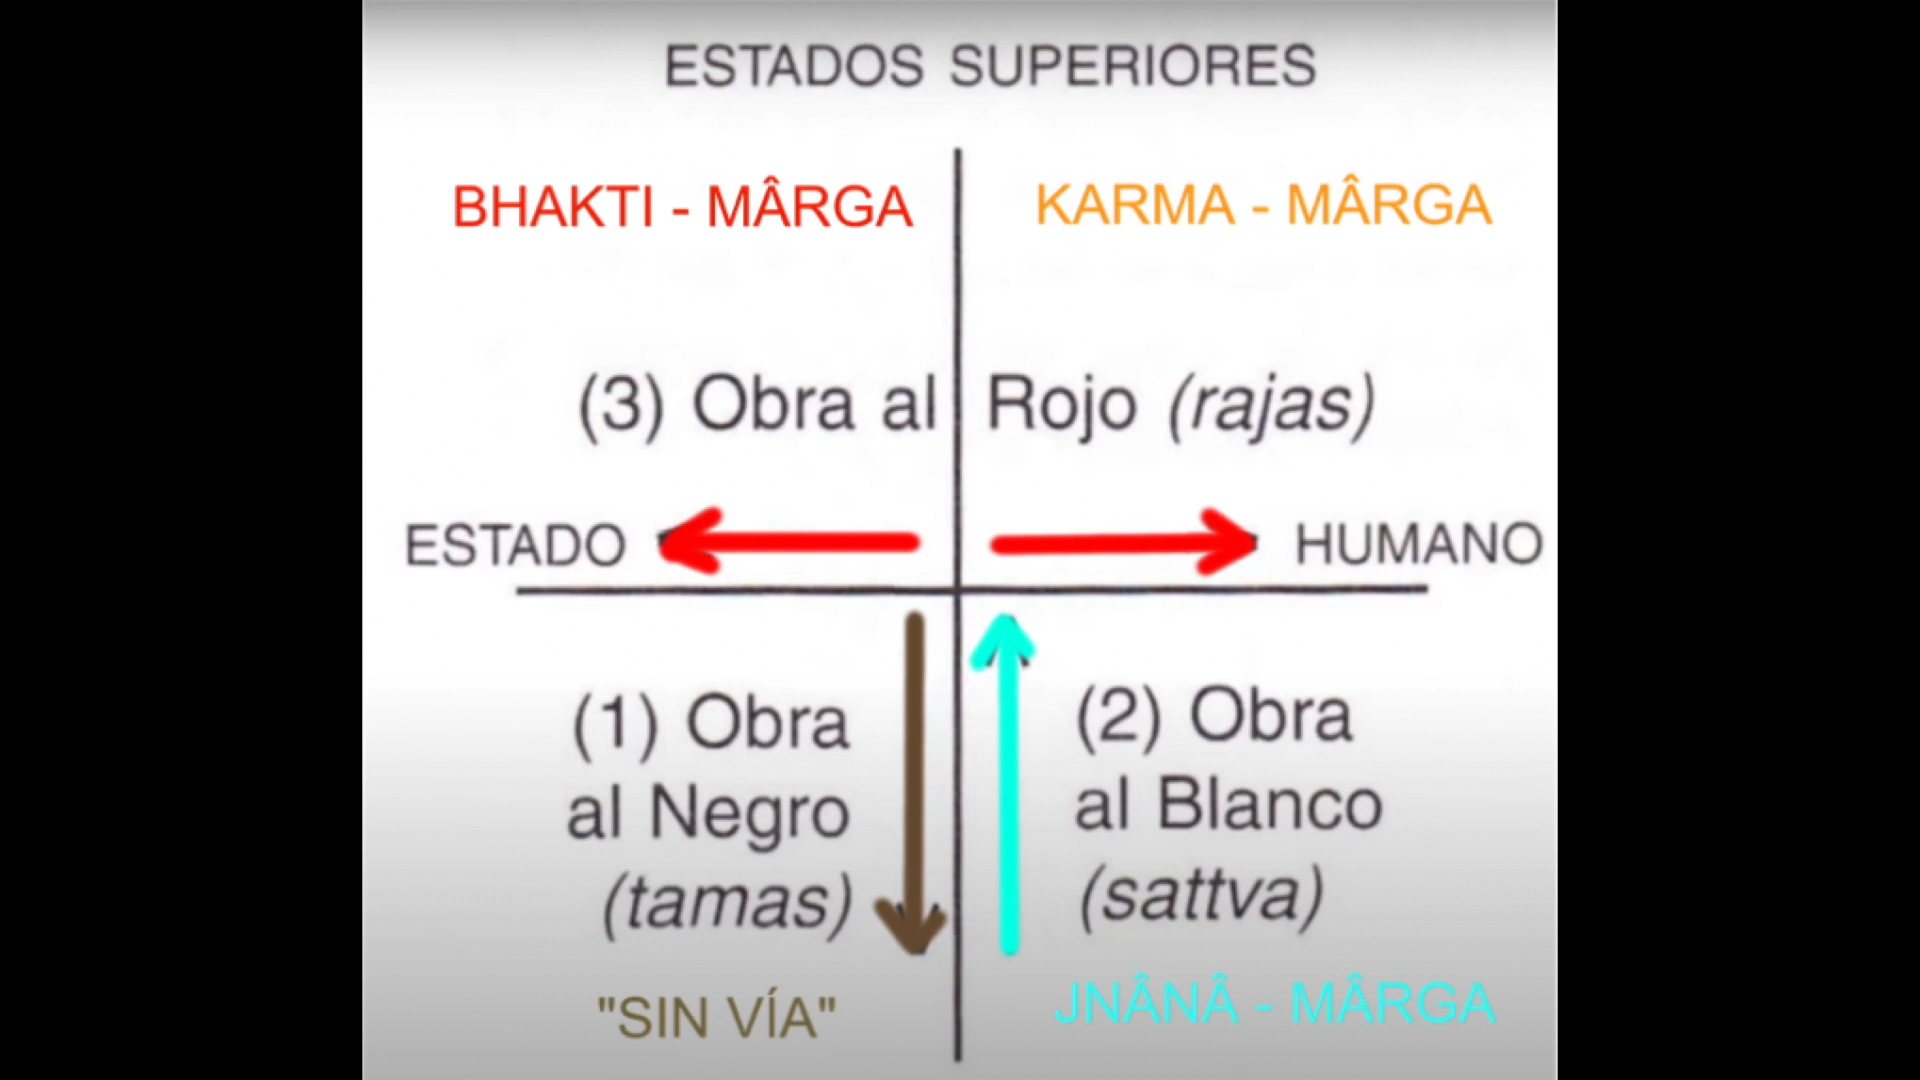 ESTADOS SUPERIORES
BHAKTI - MÂRGA
KARMA - MÂRGA
(3) Obra al Rojo (rajas)
ESTADO
HUMANO
(1) Obra
al Negro
(tamas)
"SIN VÍA"
(2) Obra
al Blanco
(sattva)
JNÂNÂ - MÂRGA